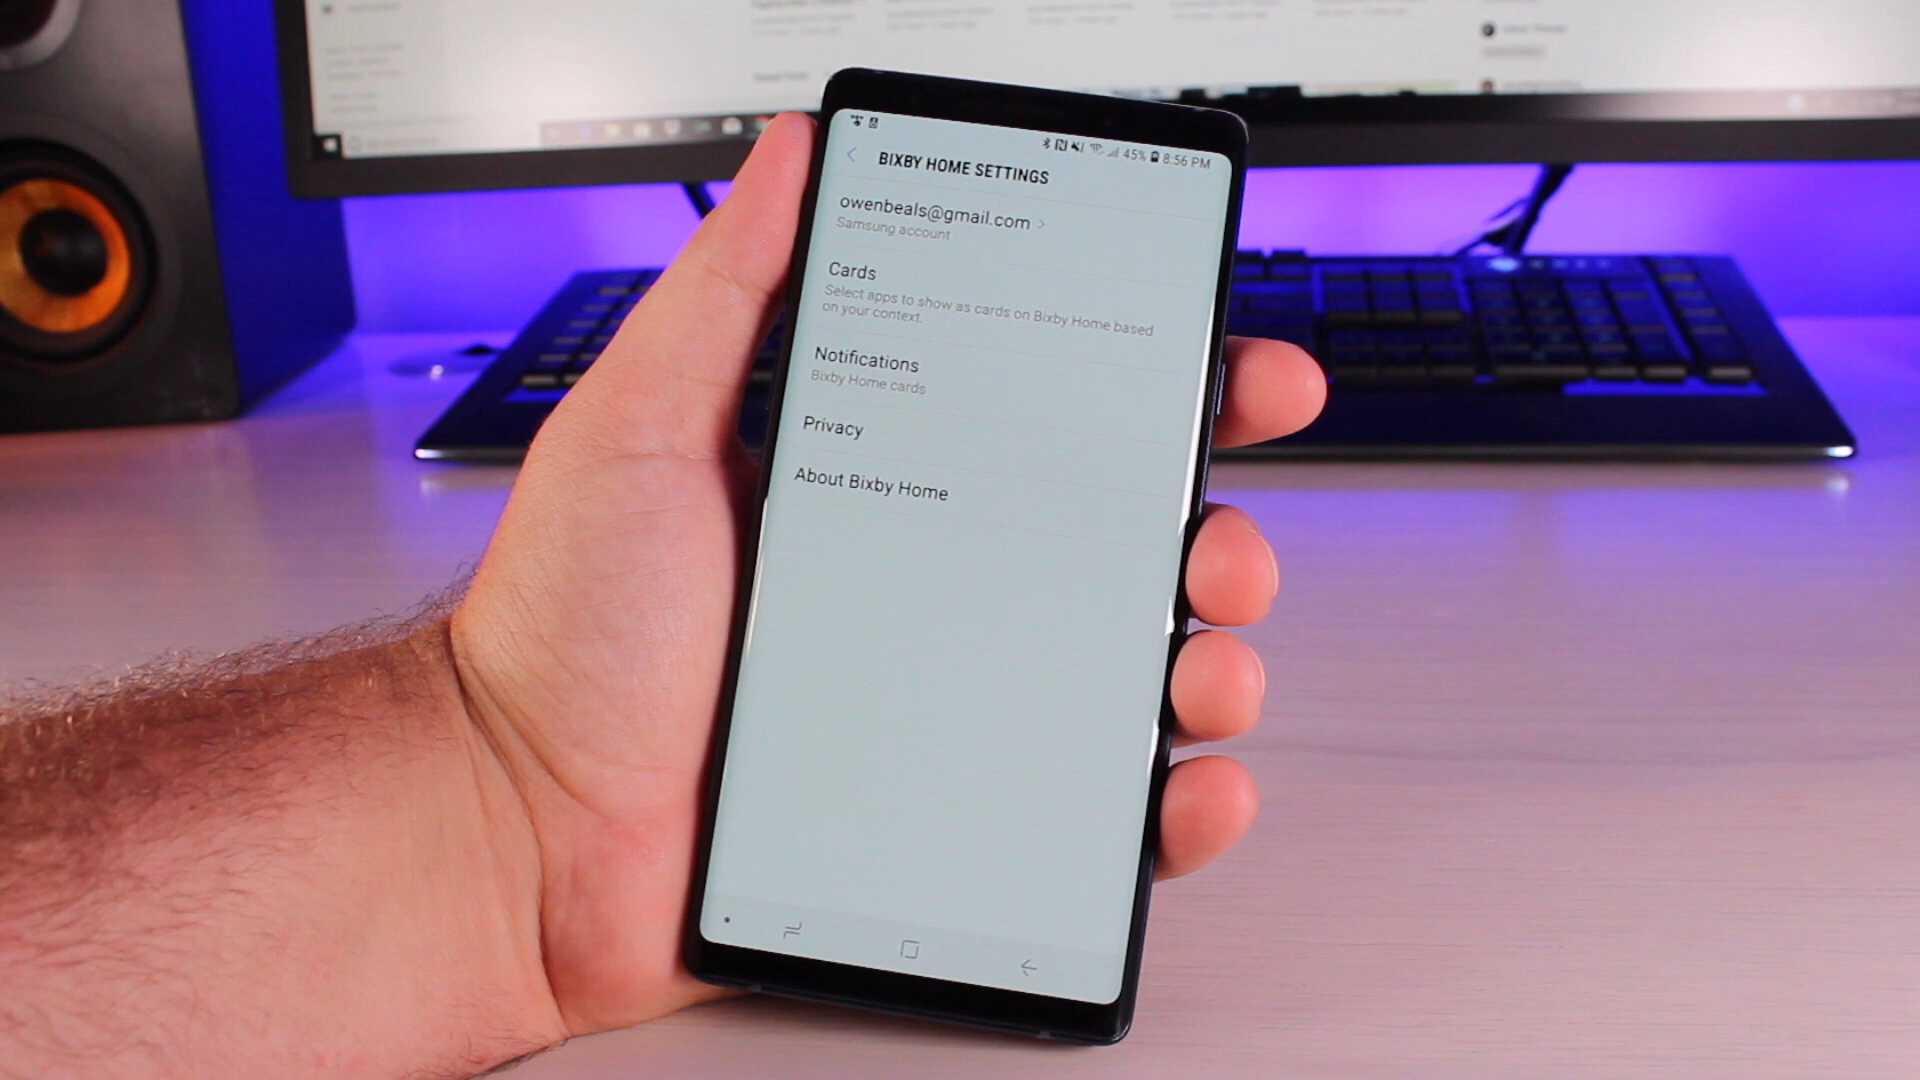 45% 8:56 PM
BIXBY HOME SETTINGS
owenbeals@gmail.com
Samsung account
Cards
Select apps to show as cards on Bixby Home based
on your context.
Notifications
Bixby Home cards
Privacy
About Bixby Home